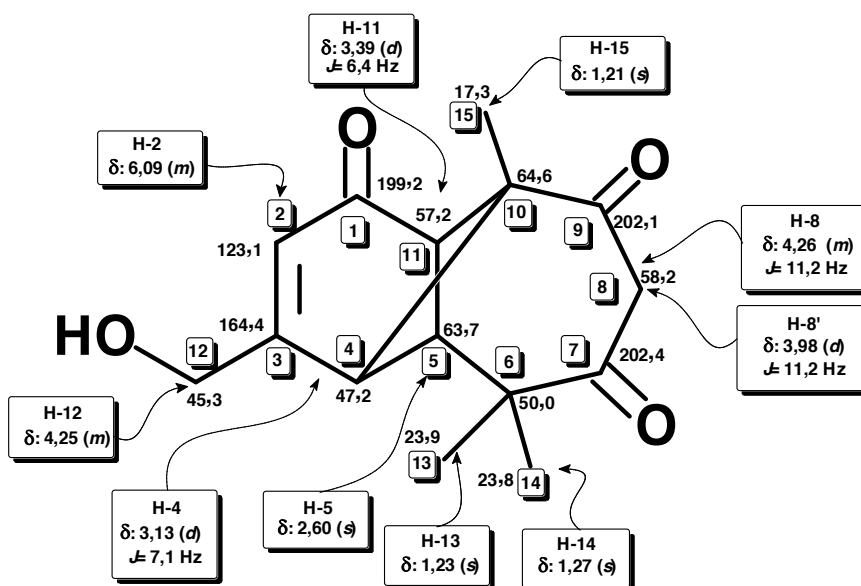 H-11
δ: 3,39 (d)
J= 6,4 Hz
H-15
δ: 1,21 (s)
17,3
15
H-2
δ: 6,09 (m)
O
O
199,2
64,6
2
1
57,2
10
202,1
9
123,1
11
H-8
δ: 4,26 (m)
J= 11,2 Hz
8
58,2
HO
12
164,4
4
63,7
7
H-8'
δ: 3,98 (d)
J= 11,2 Hz
3
5
6
202,4
45,3
47,2
50,0
O
H-12
δ: 4,25 (m)
23,9
13
23,8
14
H-4
δ: 3,13 (d)
J= 7,1 Hz
H-5
δ: 2,60 (s)
H-13
δ: 1,23 (s)
H-14
δ: 1,27 (s)